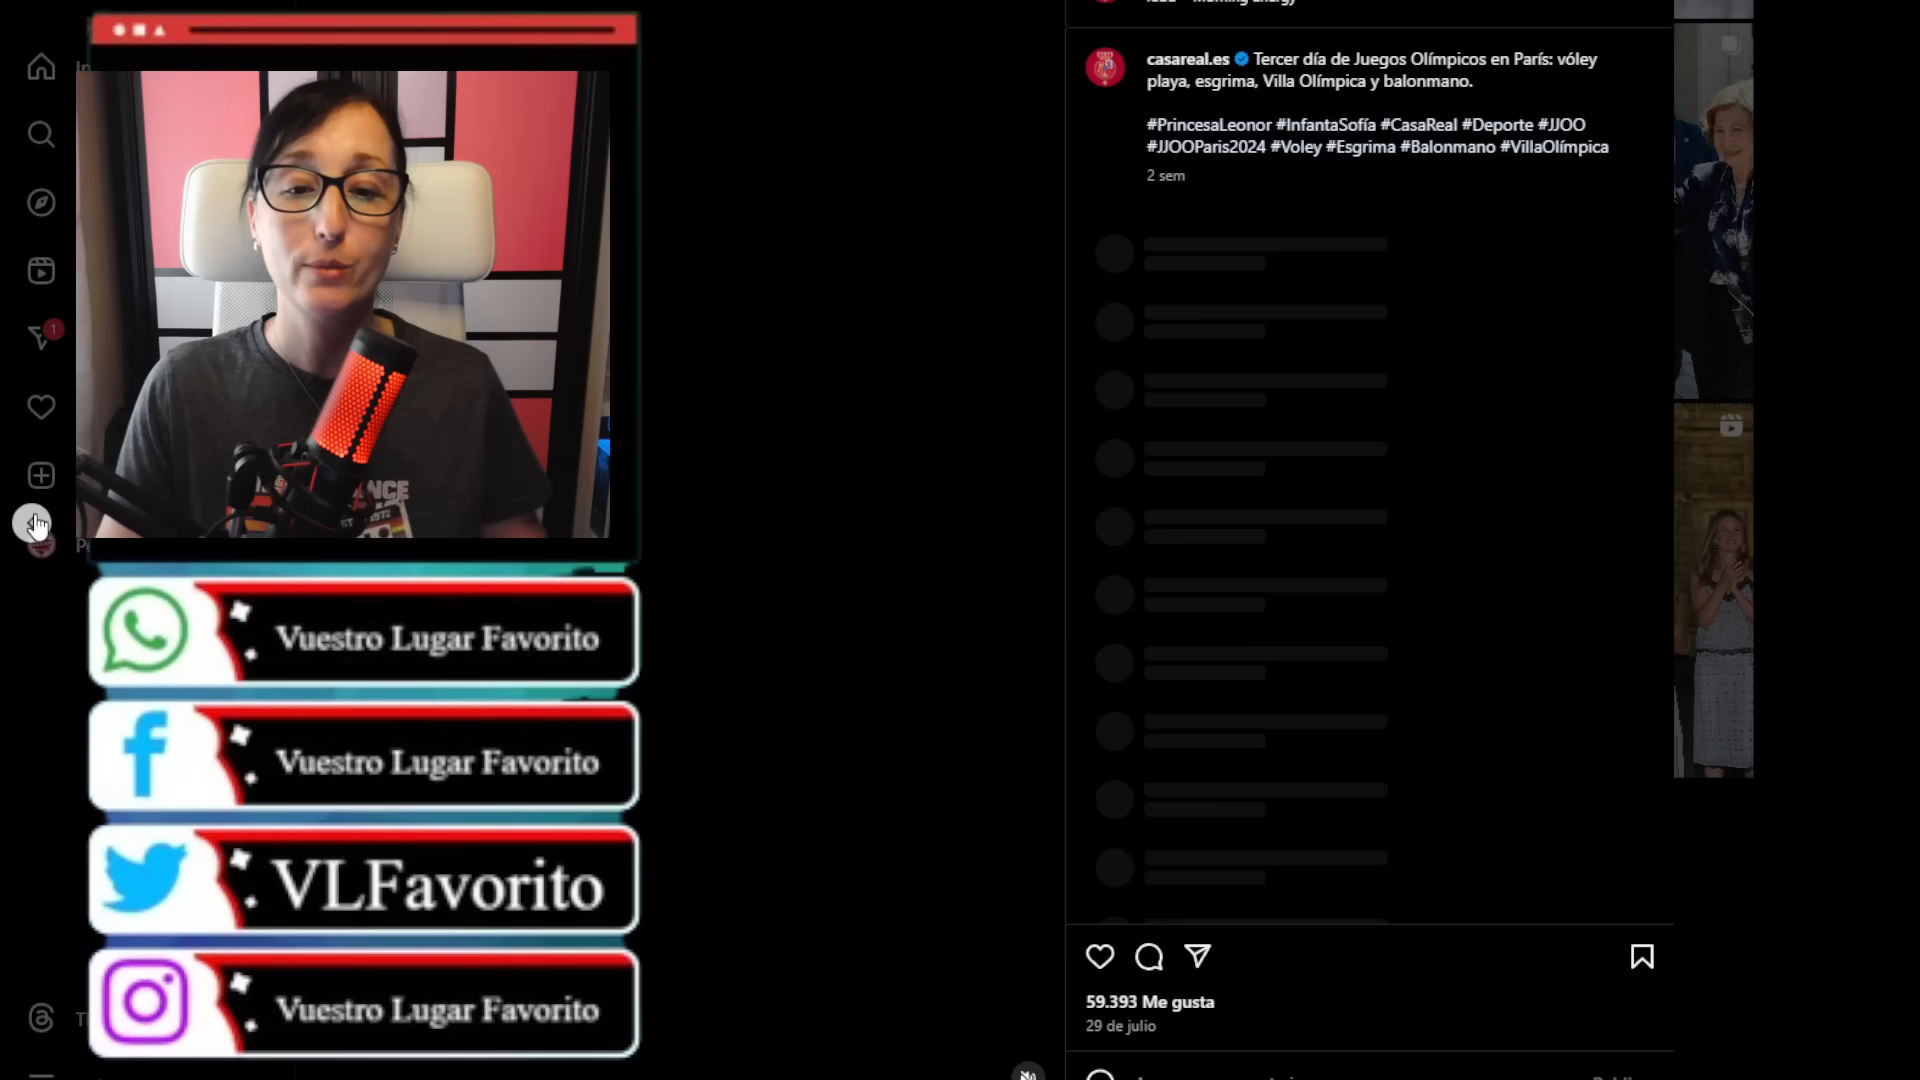 casareal.es Tercer día de Juegos Olímpicos en París: vóley
playa, esgrima, Villa Olímpica y balonmano.
#PrincesaLeonor #InfantaSofía #CasaReal #Deporte #JJOO
#JJOOParis2024 #Voley #Esgrima #Balonmano #VillaOlímpica
2 sem
1
Vuestro Lugar Favorito
Vuestro Lugar Favorito
VLFavorito
Vuestro Lugar Favorito
59.393 Me gusta
29 de julio